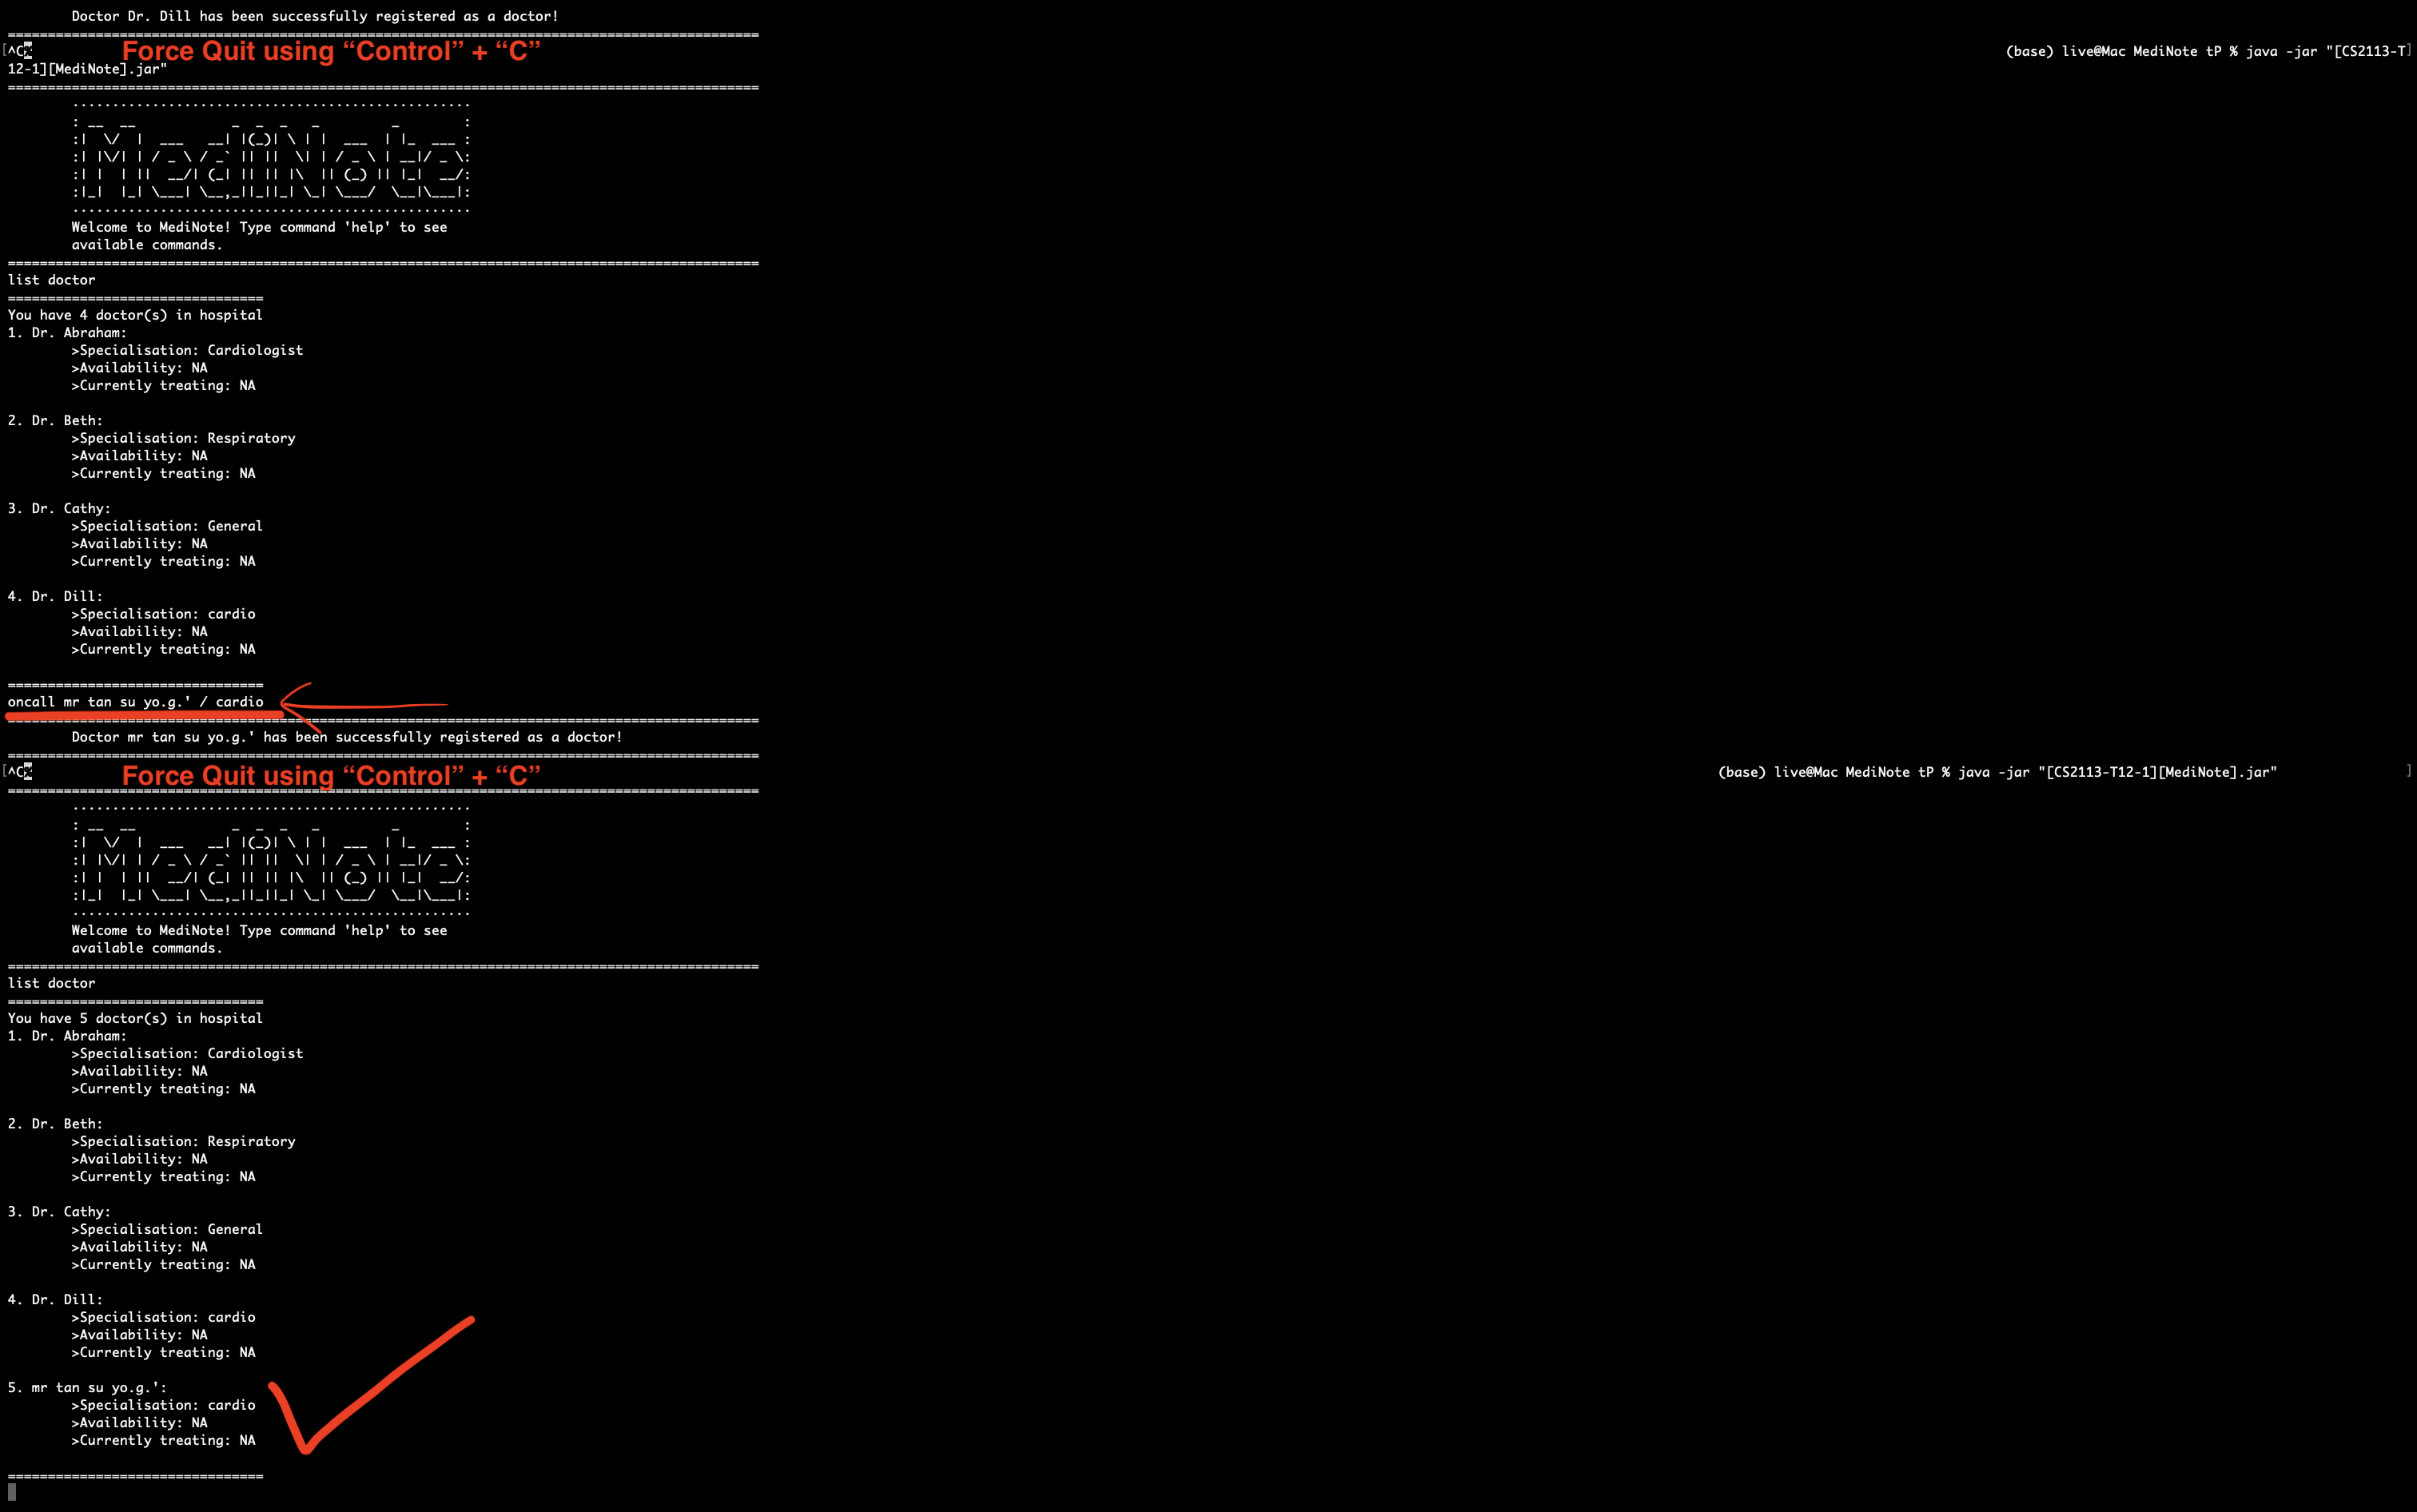 Doctor Dr. Dill has been successfully registered as a doctor!
==============================================================================================
[^C Force Quit using “Control” + “C” (base) live@Mac MediNote tP % java -jar "[CS2113-T]
12-1][MediNote].jar"
==============================================================================================
..................................................
: __  __            _  _  _   _         _        :
:|  \/  |  ___   __| |(_)| \ | |  ___  | |_  ___ :
:| |\/| | / _ \ / _` || ||  \| | / _ \ | __|/ _ \:
:| |  | ||  __/| (_| || || |\  || (_) || |_|  __/:
:|_|  |_| \___| \__,_||_||_| \_| \___/  \__|\___|:
..................................................
Welcome to MediNote! Type command 'help' to see
available commands.
==============================================================================================
list doctor
================================
You have 4 doctor(s) in hospital
1. Dr. Abraham:
>Specialisation: Cardiologist
>Availability: NA
>Currently treating: NA
2. Dr. Beth:
>Specialisation: Respiratory
>Availability: NA
>Currently treating: NA
3. Dr. Cathy:
>Specialisation: General
>Availability: NA
>Currently treating: NA
4. Dr. Dill:
>Specialisation: cardio
>Availability: NA
>Currently treating: NA
================================
oncall mr tan su yo.g.' / cardio
==============================================================================================
Doctor mr tan su yo.g.' has been successfully registered as a doctor!
==============================================================================================
[^C Force Quit using “Control” + “C” (base) live@Mac MediNote tP % java -jar "[CS2113-T12-1][MediNote].jar" ]
==============================================================================================
..................................................
: __  __            _  _  _   _         _        :
:|  \/  |  ___   __| |(_)| \ | |  ___  | |_  ___ :
:| |\/| | / _ \ / _` || ||  \| | / _ \ | __|/ _ \:
:| |  | ||  __/| (_| || || |\  || (_) || |_|  __/:
:|_|  |_| \___| \__,_||_||_| \_| \___/  \__|\___|:
..................................................
Welcome to MediNote! Type command 'help' to see
available commands.
==============================================================================================
list doctor
================================
You have 5 doctor(s) in hospital
1. Dr. Abraham:
>Specialisation: Cardiologist
>Availability: NA
>Currently treating: NA
2. Dr. Beth:
>Specialisation: Respiratory
>Availability: NA
>Currently treating: NA
3. Dr. Cathy:
>Specialisation: General
>Availability: NA
>Currently treating: NA
4. Dr. Dill:
>Specialisation: cardio
>Availability: NA
>Currently treating: NA
5. mr tan su yo.g.':
>Specialisation: cardio
>Availability: NA
>Currently treating: NA
================================